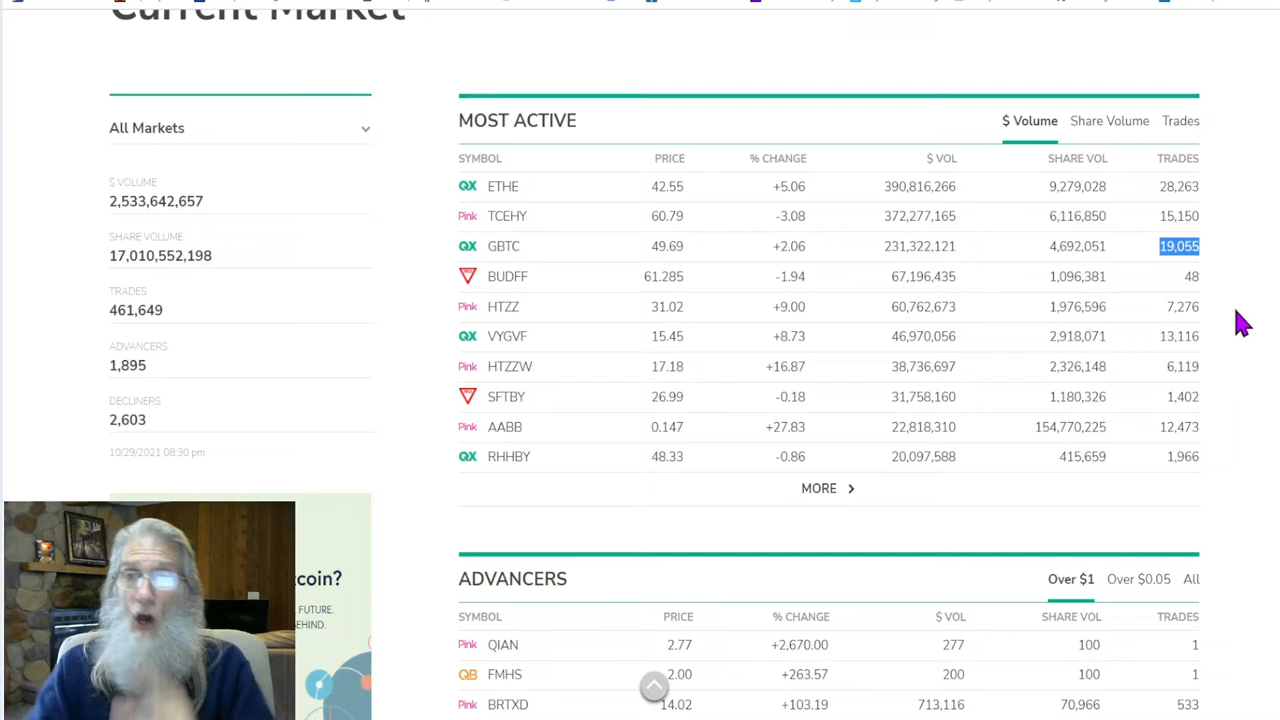 Current Market
All Markets
$ VOLUME
2,533,642,657
SHARE VOLUME
17,010,552,198
TRADES
461,649
ADVANCERS
1,895
DECLINERS
2,603
10/29/2021 08:30 pm
coin?
FUTURE.
EHIND.
MOST ACTIVE $ Volume Share Volume Trades
SYMBOL PRICE % CHANGE $ VOL SHARE VOL TRADES
QX ETHE 42.55 +5.06 390,816,266 9,279,028 28,263
Pink TCEHY 60.79 -3.08 372,277,165 6,116,850 15,150
QX GBTC 49.69 +2.06 231,322,121 4,692,051 19,055
BUDFF 61.285 -1.94 67,196,435 1,096,381 48
Pink HTZZ 31.02 +9.00 60,762,673 1,976,596 7,276
QX VYGVF 15.45 +8.73 46,970,056 2,918,071 13,116
Pink HTZZW 17.18 +16.87 38,736,697 2,326,148 6,119
SFTBY 26.99 -0.18 31,758,160 1,180,326 1,402
Pink AABB 0.147 +27.83 22,818,310 154,770,225 12,473
QX RHHBY 48.33 -0.86 20,097,588 415,659 1,966
MORE
ADVANCERS Over $1 Over $0.05 All
SYMBOL PRICE % CHANGE $ VOL SHARE VOL TRADES
Pink QIAN 2.77 +2,670.00 277 100 1
QB FMHS 2.00 +263.57 200 100 1
Pink BRTXD 14.02 +103.19 713,116 70,966 533